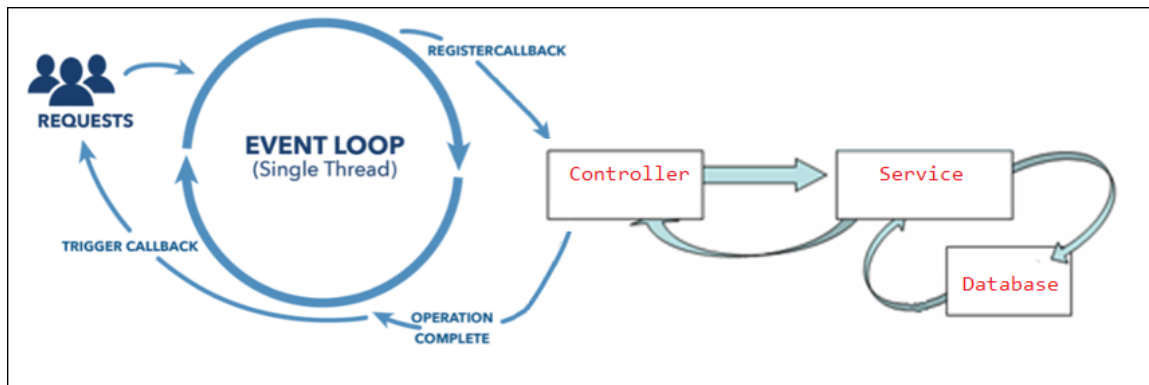 REGISTERCALLBACK
REQUESTS
EVENT LOOP
(Single Thread)
Controller
Service
TRIGGER CALLBACK
Database
OPERATION
COMPLETE